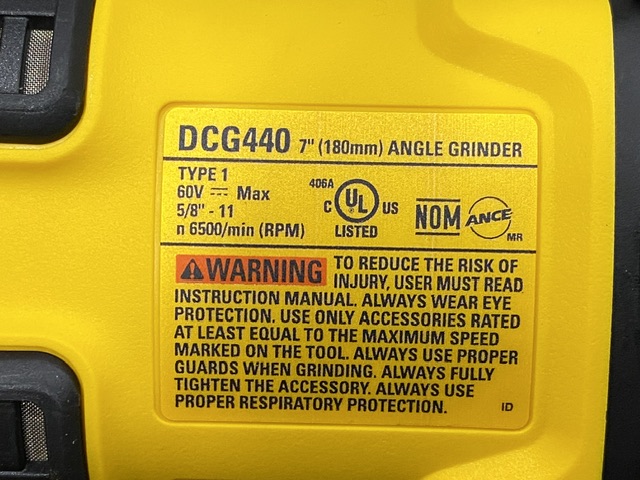 DCG440 7" (180mm) ANGLE GRINDER
TYPE 1
60V ⎓ Max
5/8" - 11
n 6500/min (RPM)
406A
C UL US
LISTED
NOM ANCE
MR
⚠WARNING TO REDUCE THE RISK OF
INJURY, USER MUST READ
INSTRUCTION MANUAL. ALWAYS WEAR EYE
PROTECTION. USE ONLY ACCESSORIES RATED
AT LEAST EQUAL TO THE MAXIMUM SPEED
MARKED ON THE TOOL. ALWAYS USE PROPER
GUARDS WHEN GRINDING. ALWAYS FULLY
TIGHTEN THE ACCESSORY. ALWAYS USE
PROPER RESPIRATORY PROTECTION.
ID